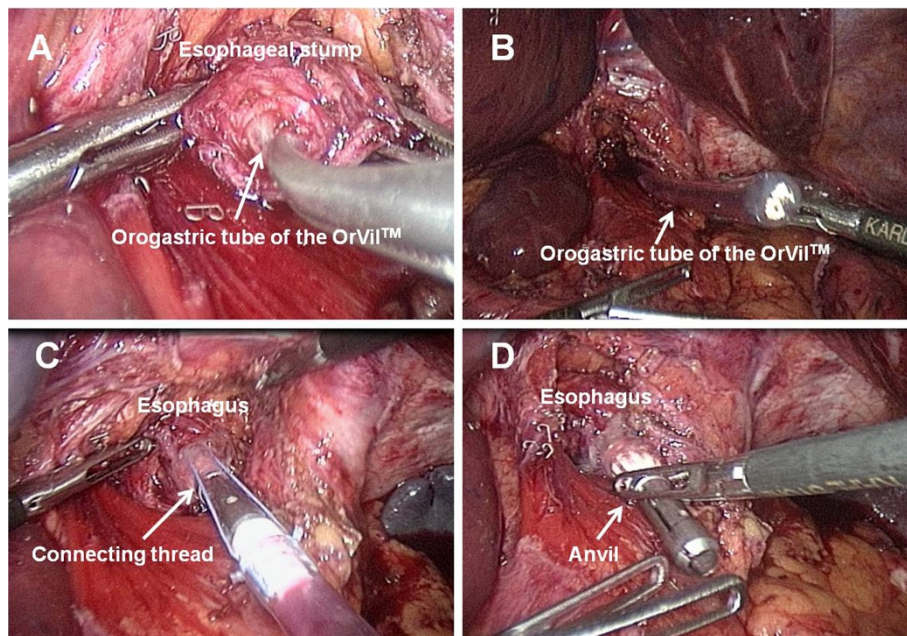 A
Esophageal stump
Orogastric tube of the OrVil™
B
Orogastric tube of the OrVil™
KARL
C
Esophagus
Connecting thread
D
Esophagus
Anvil